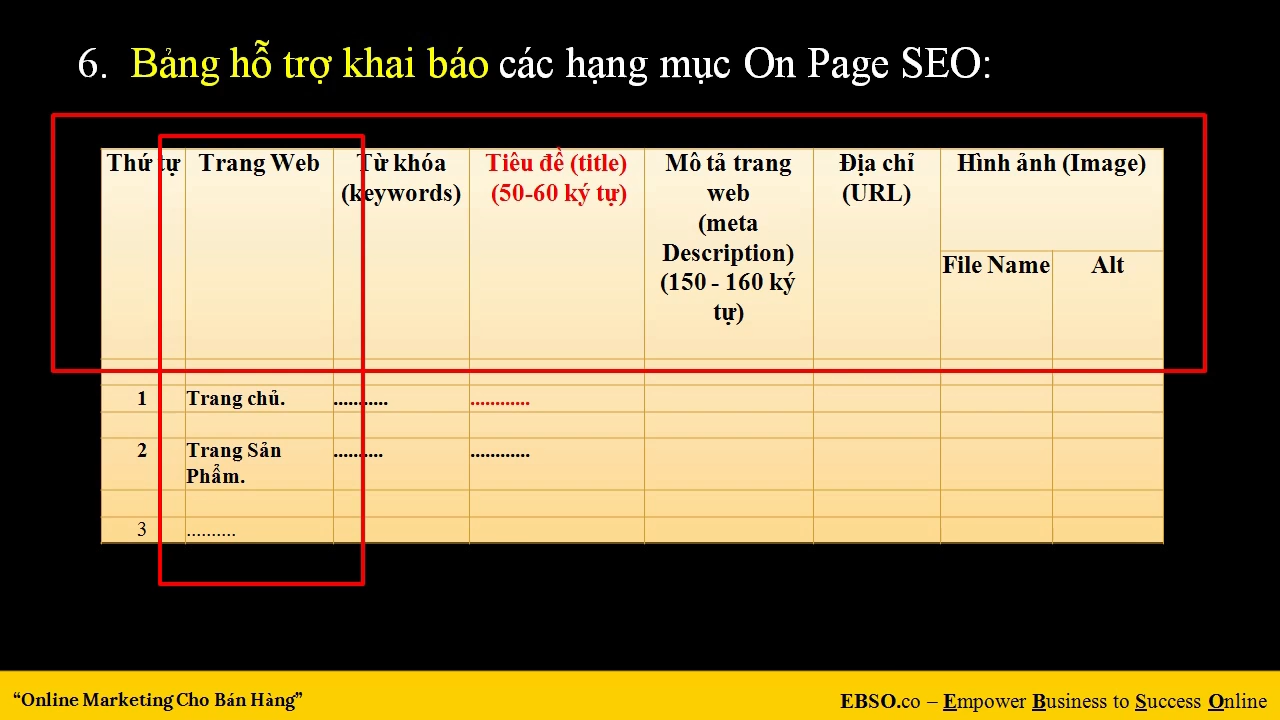 6. Bảng hỗ trợ khai báo các hạng mục On Page SEO:
Thứ tự
Trang Web
Từ khóa
(keywords)
Tiêu đề (title)
(50-60 ký tự)
Mô tả trang
web
(meta
Description)
(150 - 160 ký
tự)
Địa chỉ
(URL)
Hình ảnh (Image)
File Name
Alt
1 Trang chủ. ........... ............
2 Trang Sản .......... ............
Phẩm.
3 ..........
“Online Marketing Cho Bán Hàng”
EBSO.co – Empower Business to Success Online